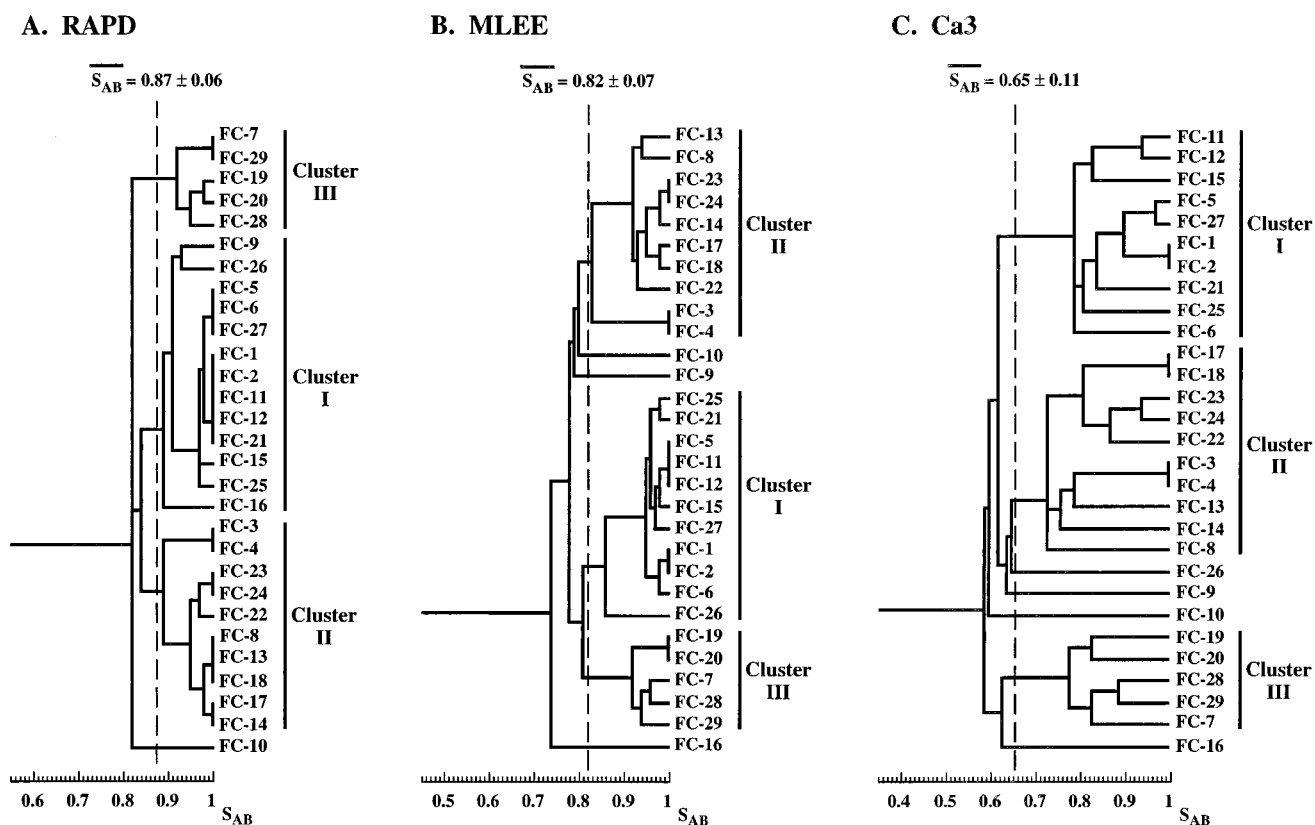 A. RAPD
S_AB = 0.87 ± 0.06
FC-7
FC-29
FC-19
FC-20
FC-28
Cluster
III
FC-9
FC-26
FC-5
FC-6
FC-27
FC-1
FC-2
FC-11
FC-12
FC-21
FC-15
FC-25
FC-16
Cluster
I
FC-3
FC-4
FC-23
FC-24
FC-22
FC-8
FC-13
FC-18
FC-17
FC-14
Cluster
II
FC-10
0.6 0.7 0.8 0.9 1
S_AB
B. MLEE
S_AB = 0.82 ± 0.07
FC-13
FC-8
FC-23
FC-24
FC-14
FC-17
FC-18
FC-22
FC-3
FC-4
Cluster
II
FC-10
FC-9
FC-25
FC-21
FC-5
FC-11
FC-12
FC-15
FC-27
FC-1
FC-2
FC-6
FC-26
Cluster
I
FC-19
FC-20
FC-7
FC-28
FC-29
Cluster
III
FC-16
0.5 0.6 0.7 0.8 0.9 1
S_AB
C. Ca3
S_AB = 0.65 ± 0.11
FC-11
FC-12
FC-15
FC-5
FC-27
FC-1
FC-2
FC-21
FC-25
FC-6
Cluster
I
FC-17
FC-18
FC-23
FC-24
FC-22
FC-3
FC-4
FC-13
FC-14
FC-8
Cluster
II
FC-26
FC-9
FC-10
FC-19
FC-20
FC-28
FC-29
FC-7
Cluster
III
FC-16
0.4 0.5 0.6 0.7 0.8 0.9 1
S_AB